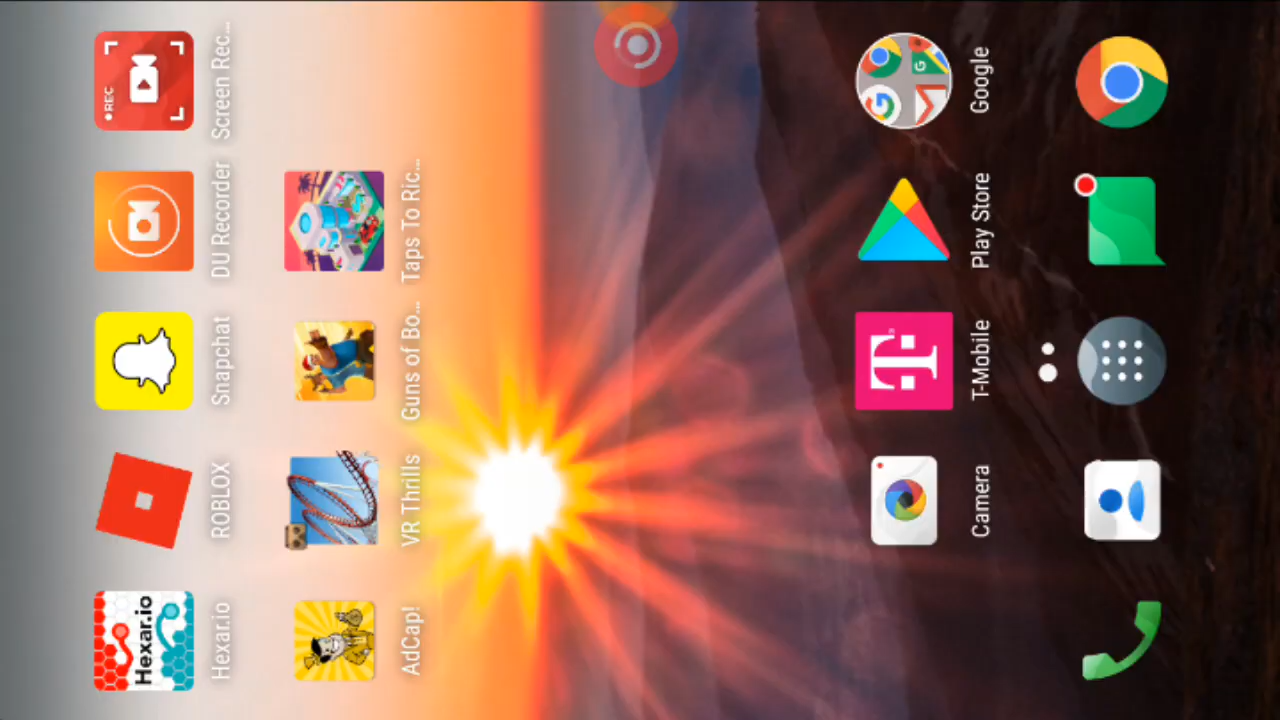 Hexar.io
REC
Hexar.io
ROBLOX
Snapchat
DU Recorder
Screen Rec...
AdCap!
VR Thrills
Guns of Bo...
Taps To Ric...
T
G
G
Camera
T-Mobile
Play Store
Google